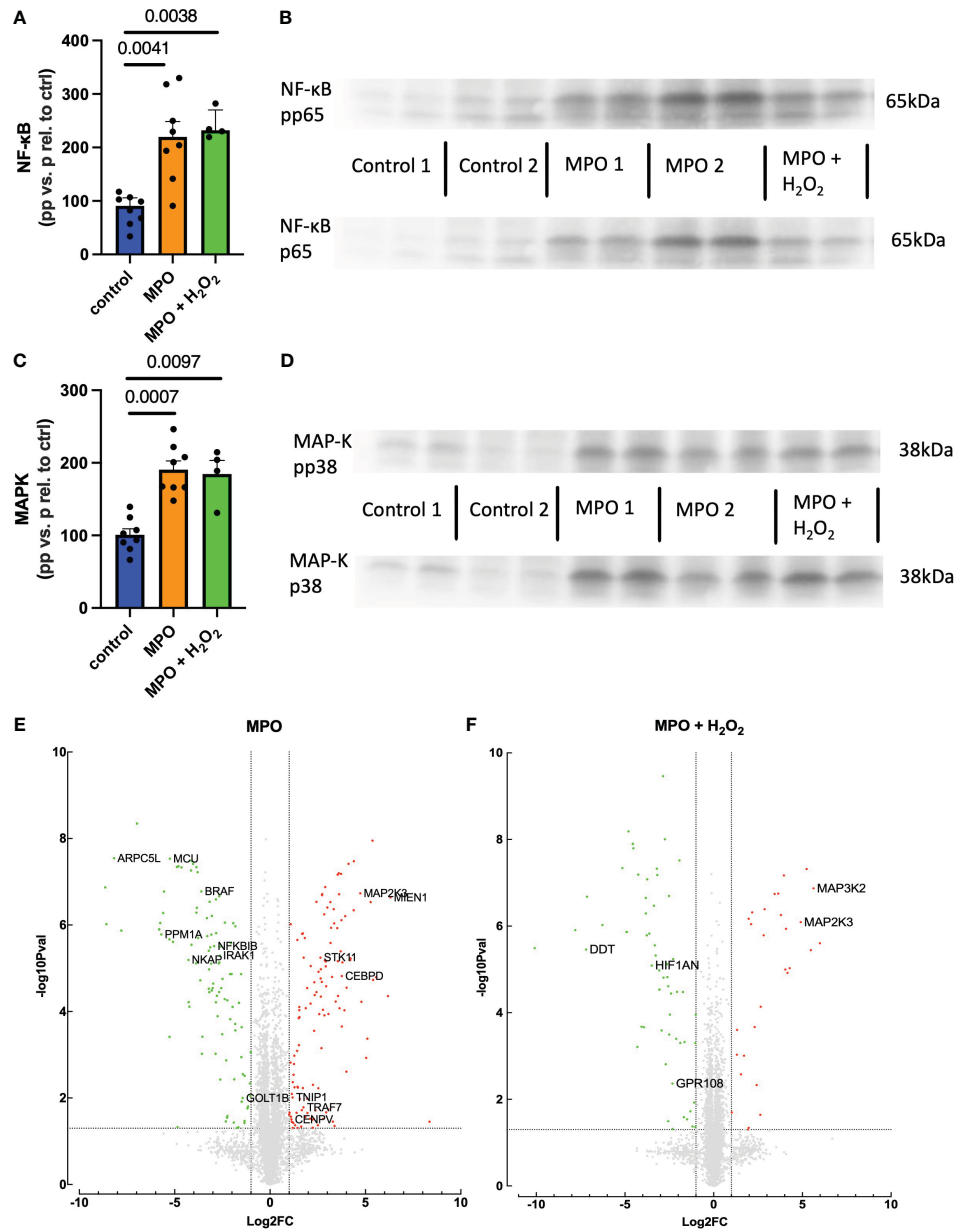 A
0.0038
0.0041
400
300
200
100
0
NF-κB
(pp vs. p rel. to ctrl)
control
MPO
MPO + H₂O₂
B
NF-κB
pp65
65kDa
Control 1
Control 2
MPO 1
MPO 2
MPO +
H₂O₂
NF-κB
p65
65kDa
C
0.0097
0.0007
300
200
100
0
MAPK
(pp vs. p rel. to ctrl)
control
MPO
MPO + H₂O₂
D
MAP-K
pp38
38kDa
Control 1
Control 2
MPO 1
MPO 2
MPO +
H₂O₂
MAP-K
p38
38kDa
E
MPO
10
8
6
4
2
0
-log10Pval
ARPC5L
MCU
BRAF
MAP2K3
MIEN1
PPM1A
NFKBIB
IRAK1
NKAP
STK11
CEBPD
GOLT1B
TNIP1
TRAF7
CENPV
-10
-5
0
5
10
Log2FC
F
MPO + H₂O₂
10
8
6
4
2
0
-log10Pval
MAP3K2
MAP2K3
DDT
HIF1AN
GPR108
-10
-5
0
5
10
Log2FC